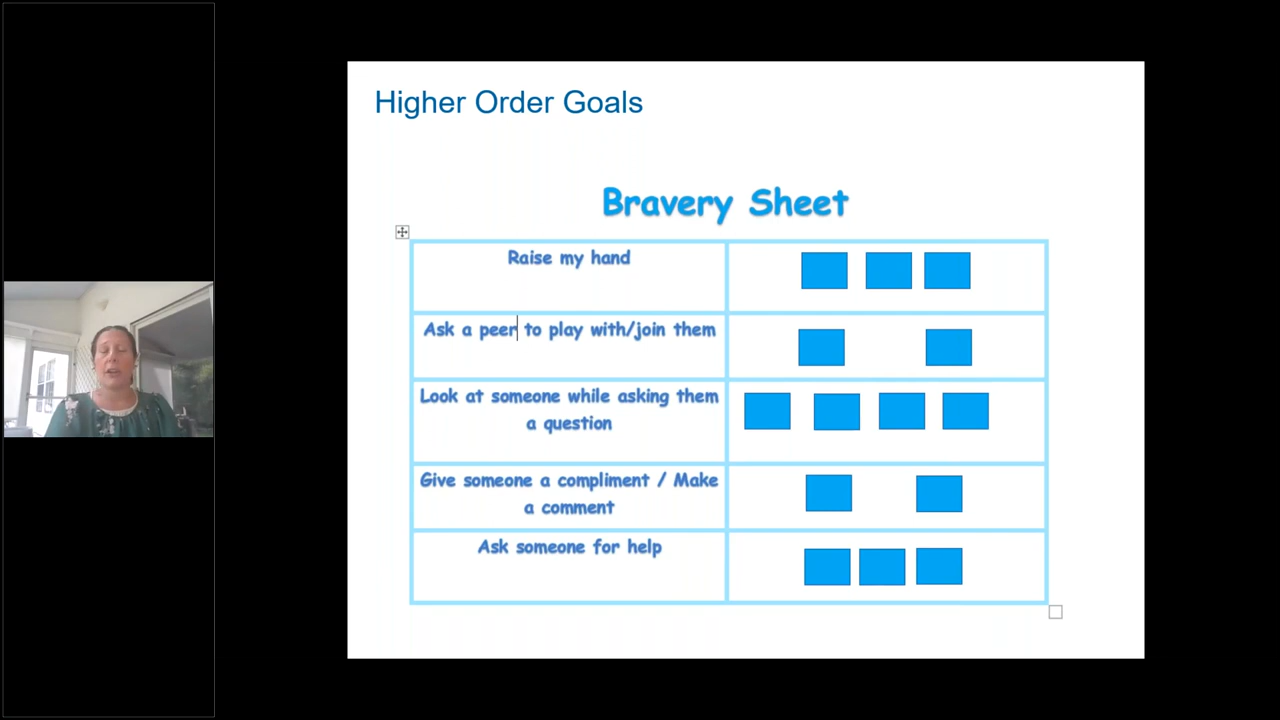 Higher Order Goals
Bravery Sheet
Raise my hand
Ask a peer to play with/join them
Look at someone while asking them
a question
Give someone a compliment / Make
a comment
Ask someone for help